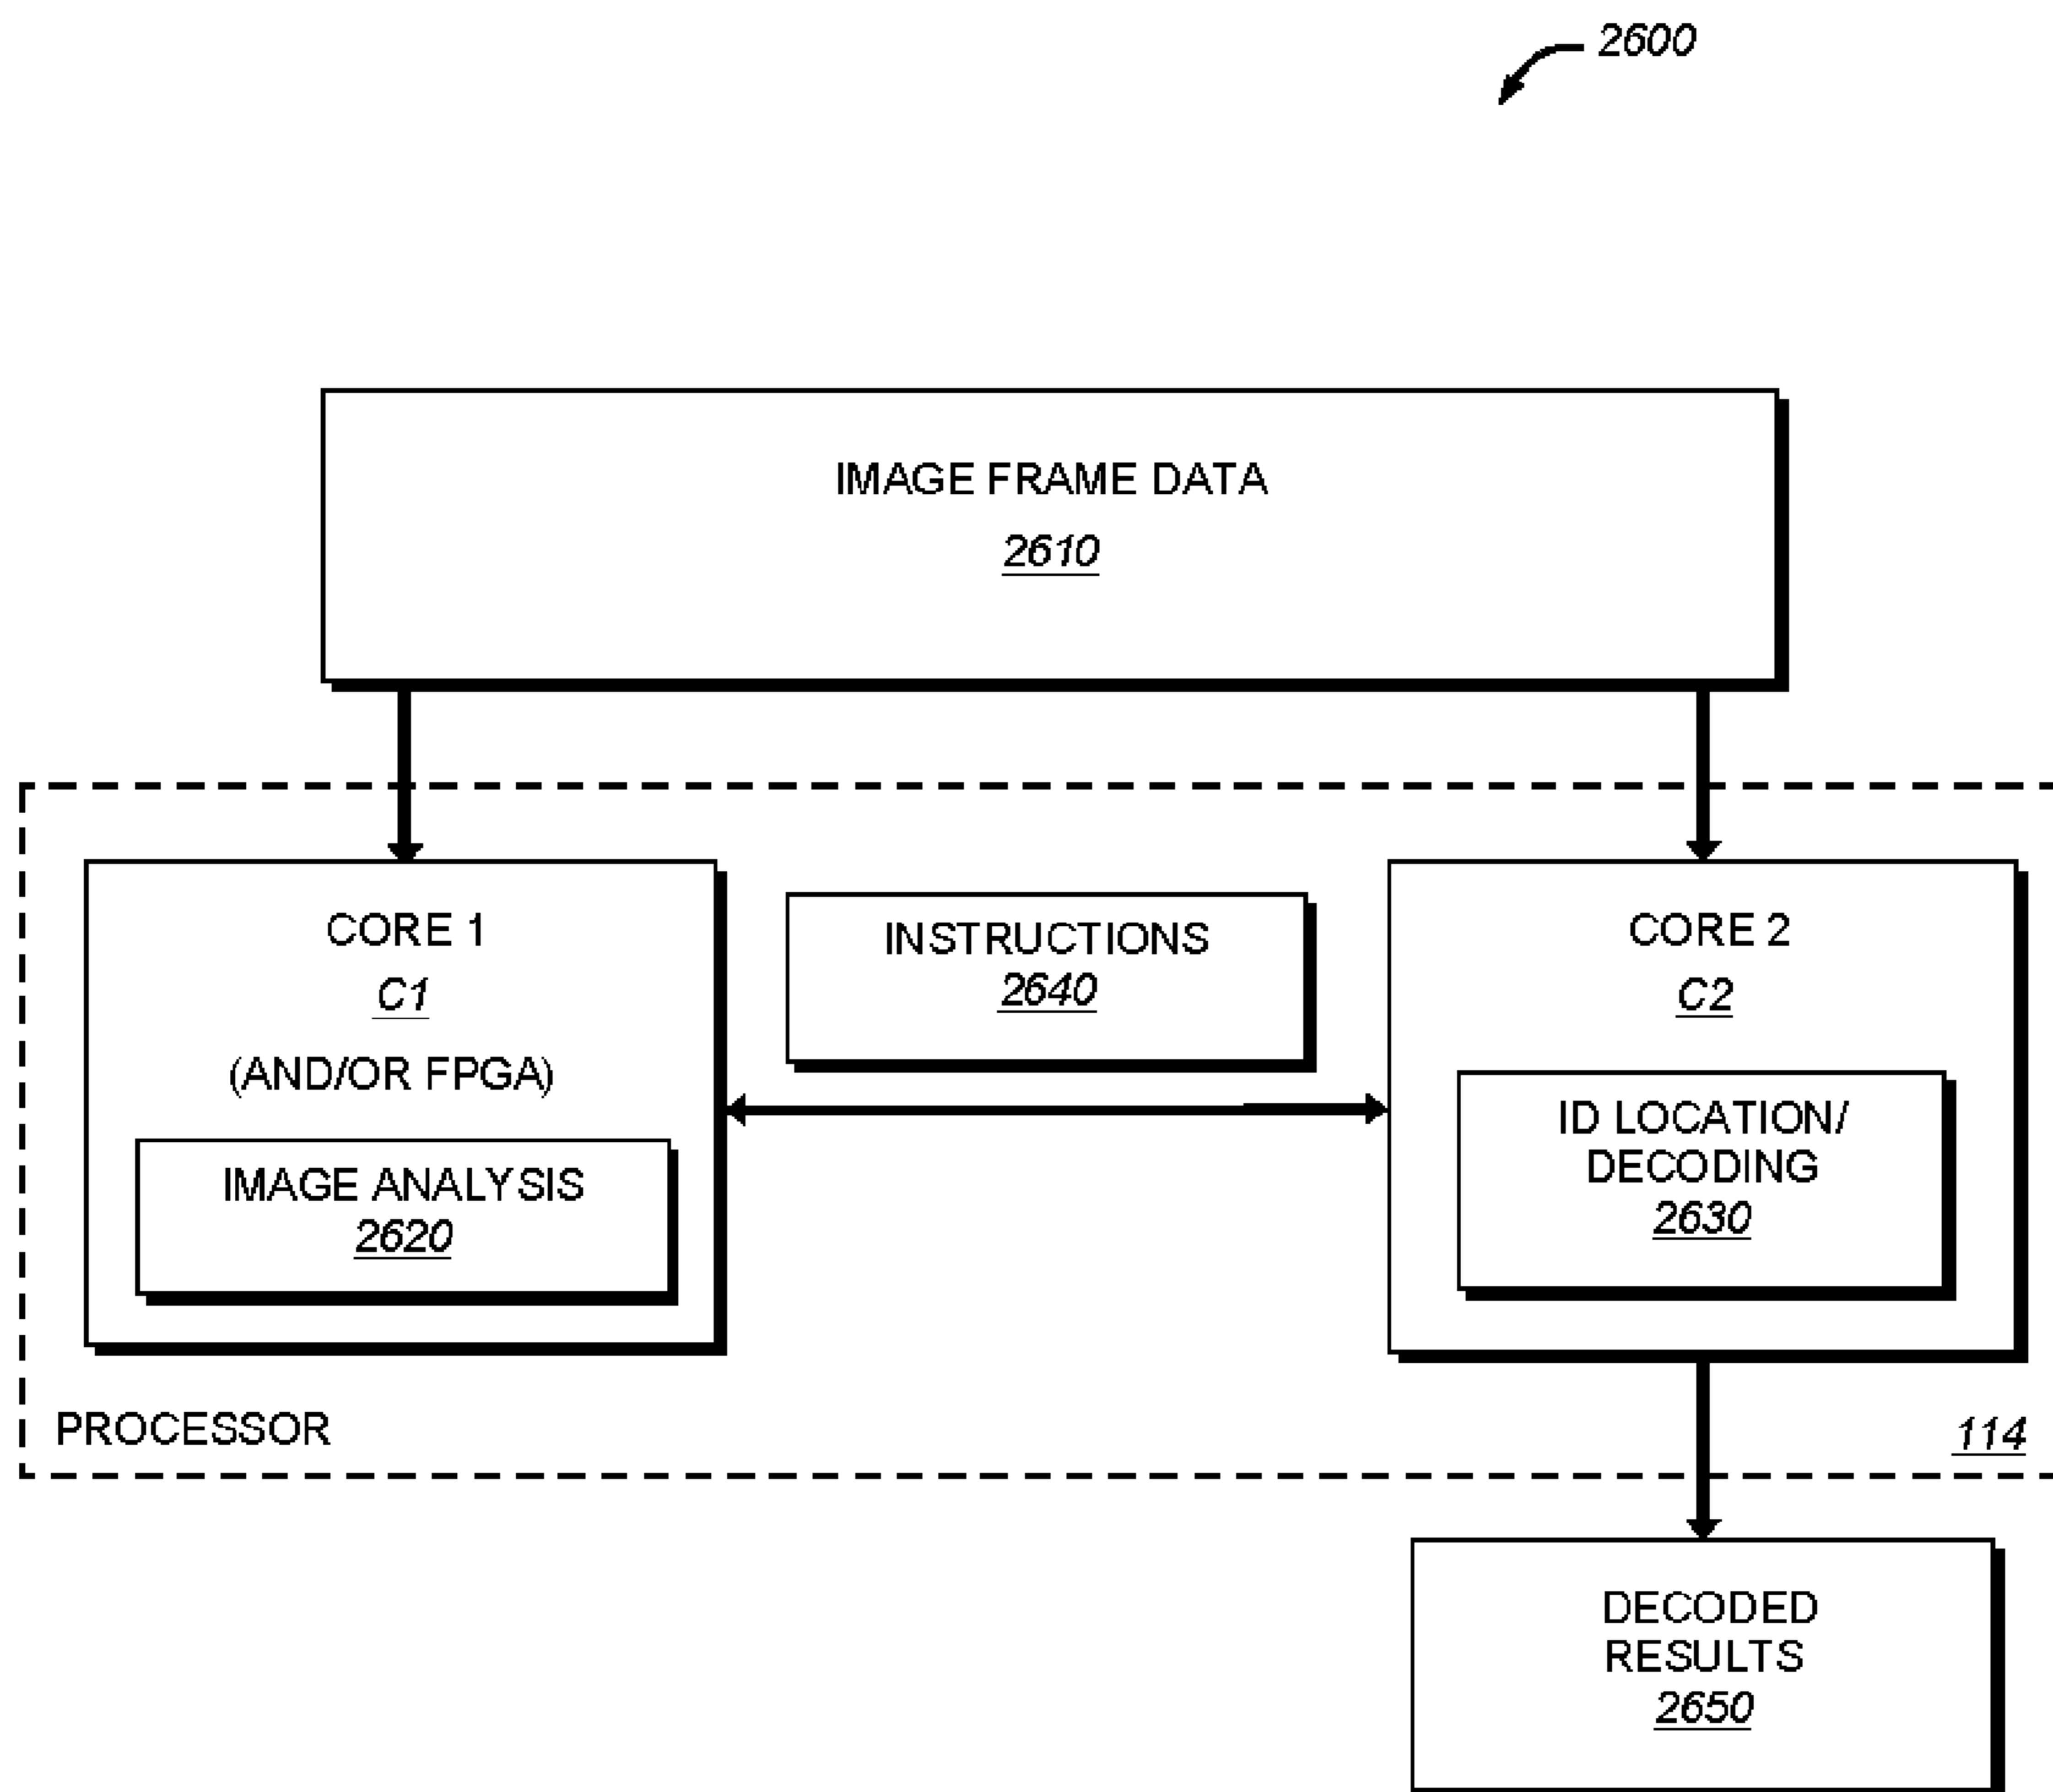 2600
IMAGE FRAME DATA
2610
CORE 1
C1
(AND/OR FPGA)
IMAGE ANALYSIS
2620
INSTRUCTIONS
2640
CORE 2
C2
ID LOCATION/
DECODING
2630
PROCESSOR
114
DECODED
RESULTS
2650